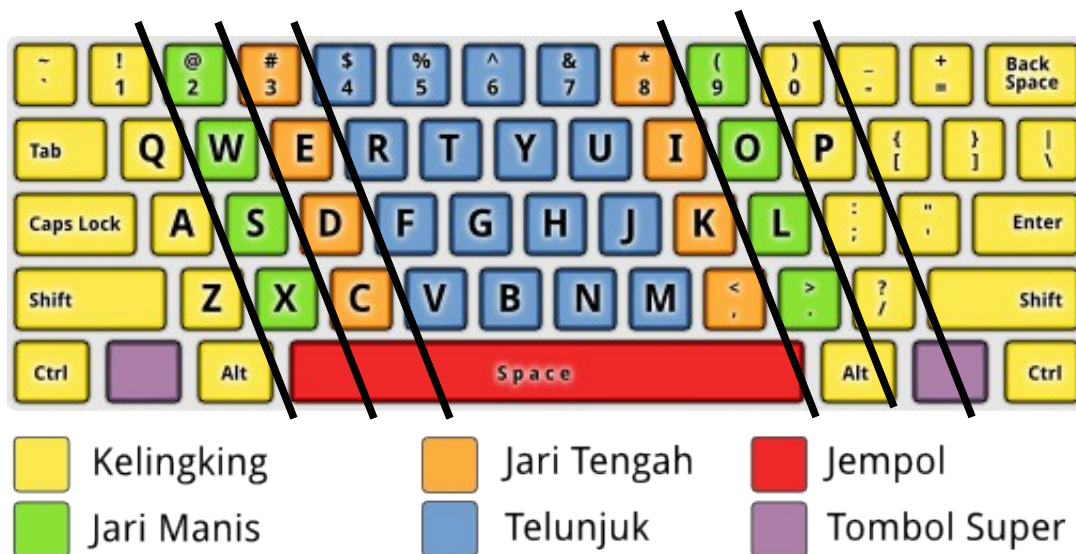 ~ ! @ # $ % ^ & * ( ) _ + Back
` 1 2 3 4 5 6 7 8 9 0 - = Space
Tab Q W E R T Y U I O P { } |
[ ] \
Caps Lock A S D F G H J K L : " Enter
; '
Shift Z X C V B N M < > ? Shift
, . /
Ctrl Alt Space Alt Ctrl
Kelingking Jari Tengah Jempol
Jari Manis Telunjuk Tombol Super